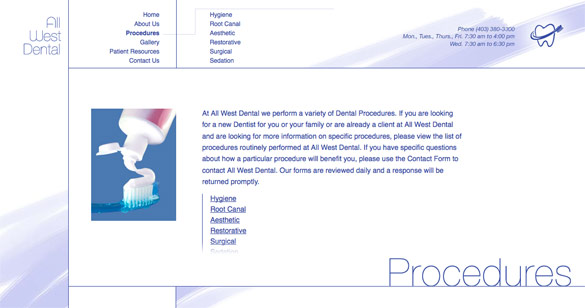 All
West
Dental
Home
About Us
Procedures
Gallery
Patient Resources
Contact Us
Hygiene
Root Canal
Aesthetic
Restorative
Surgical
Sedation
Phone (403) 380-3300
Mon., Tues., Thurs., Fri. 7:30 am to 4:00 pm
Wed. 7:30 am to 6:30 pm
At All West Dental we perform a variety of Dental Procedures. If you are looking
for a new Dentist for you or your family or are already a client at All West Dental
and are looking for more information on specific procedures, please view the list of
procedures routinely performed at All West Dental. If you have specific questions
about how a particular procedure will benefit you, please use the Contact Form to
contact All West Dental. Our forms are reviewed daily and a response will be
returned promptly.
Hygiene
Root Canal
Aesthetic
Restorative
Surgical
Sedation
Procedures